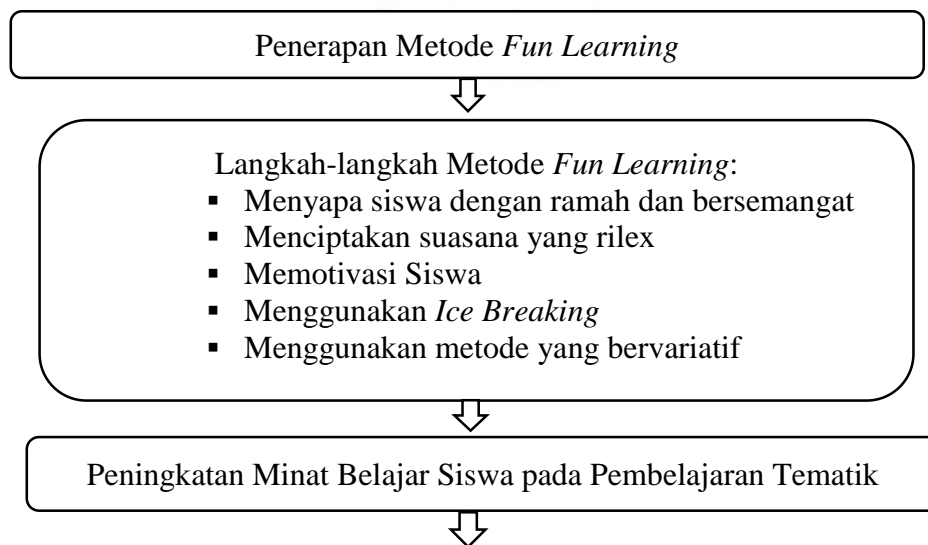 Penerapan Metode Fun Learning
Langkah-langkah Metode Fun Learning:
▪ Menyapa siswa dengan ramah dan bersemangat
▪ Menciptakan suasana yang rilex
▪ Memotivasi Siswa
▪ Menggunakan Ice Breaking
▪ Menggunakan metode yang bervariatif
Peningkatan Minat Belajar Siswa pada Pembelajaran Tematik